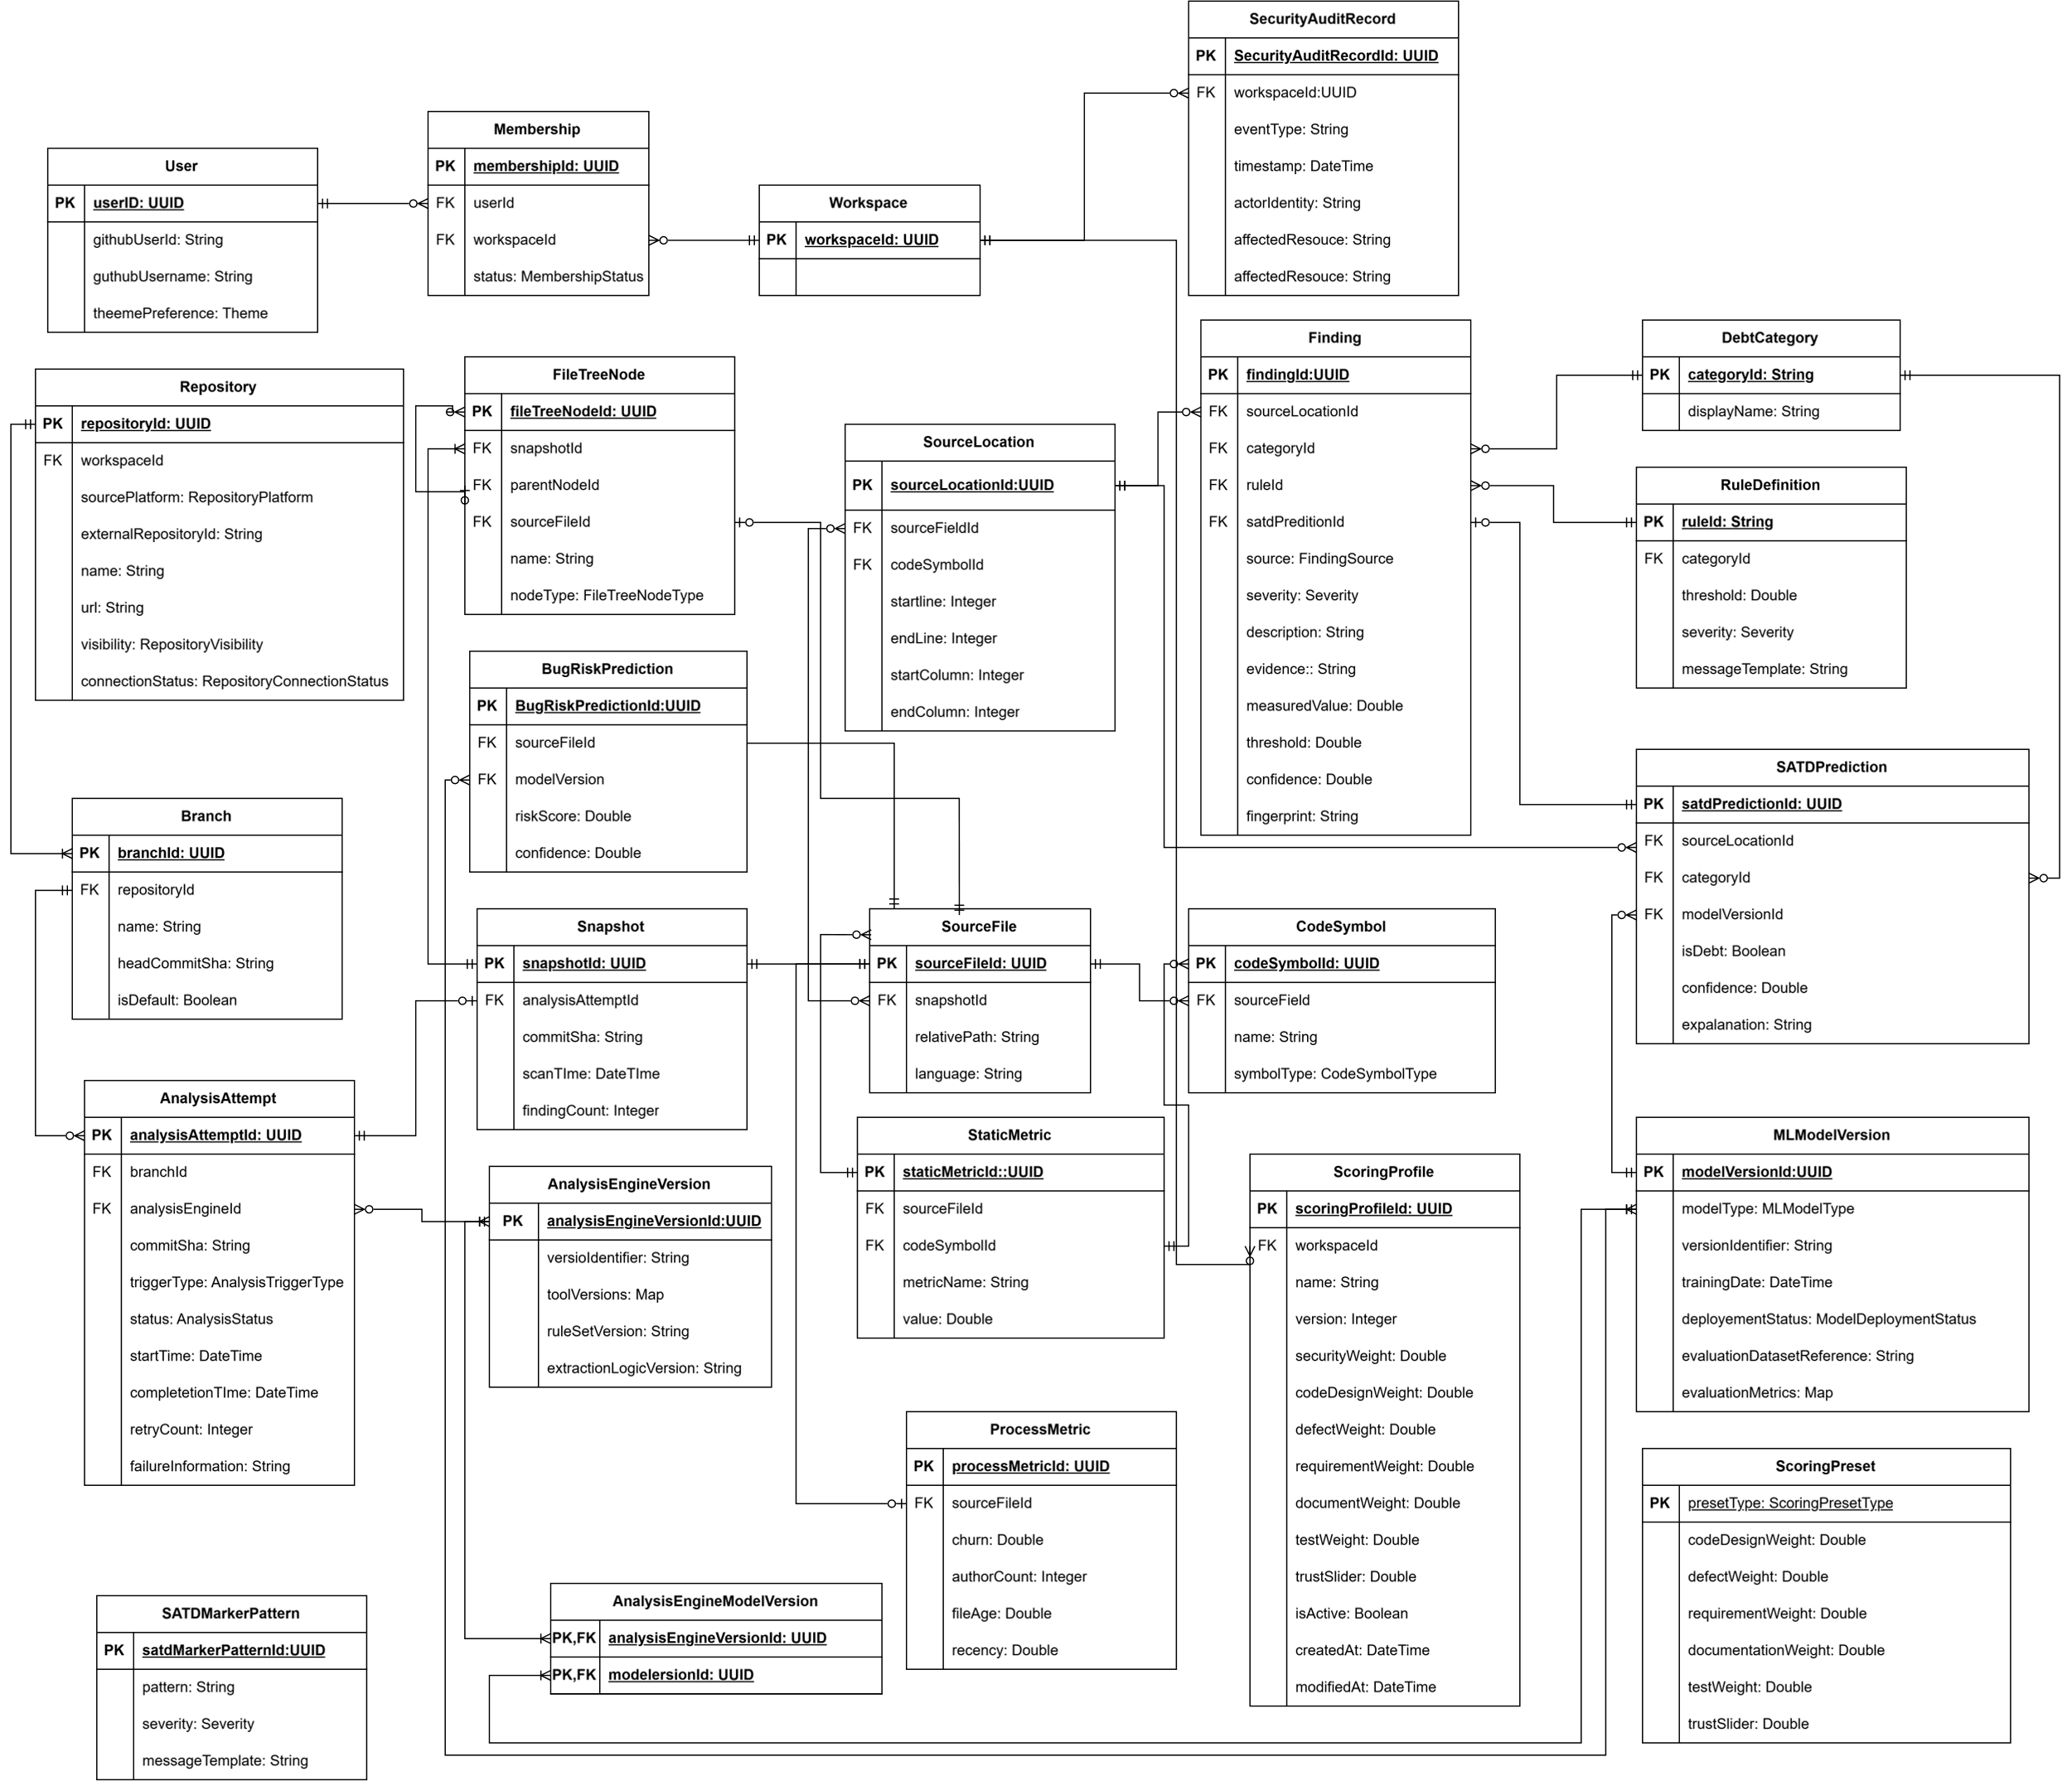 SecurityAuditRecord
PK SecurityAuditRecordId: UUID
FK workspaceId:UUID
eventType: String
timestamp: DateTime
actorIdentity: String
affectedResouce: String
affectedResouce: String
Membership
PK membershipId: UUID
FK userId
FK workspaceId
status: MembershipStatus
User
PK userID: UUID
githubUserId: String
guthubUsername: String
theemePreference: Theme
Workspace
PK workspaceId: UUID
Finding
PK findingId:UUID
FK sourceLocationId
FK categoryId
FK ruleId
FK satdPreditionId
source: FindingSource
severity: Severity
description: String
evidence:: String
measuredValue: Double
threshold: Double
confidence: Double
fingerprint: String
DebtCategory
PK categoryId: String
displayName: String
FileTreeNode
PK fileTreeNodeId: UUID
FK snapshotId
FK parentNodeId
FK sourceFileId
name: String
nodeType: FileTreeNodeType
Repository
PK repositoryId: UUID
FK workspaceId
sourcePlatform: RepositoryPlatform
externalRepositoryId: String
name: String
url: String
visibility: RepositoryVisibility
connectionStatus: RepositoryConnectionStatus
SourceLocation
PK sourceLocationId:UUID
FK sourceFieldId
FK codeSymbolId
startline: Integer
endLine: Integer
startColumn: Integer
endColumn: Integer
RuleDefinition
PK ruleId: String
FK categoryId
threshold: Double
severity: Severity
messageTemplate: String
BugRiskPrediction
PK BugRiskPredictionId:UUID
FK sourceFileId
FK modelVersion
riskScore: Double
confidence: Double
SATDPrediction
PK satdPredictionId: UUID
FK sourceLocationId
FK categoryId
FK modelVersionId
isDebt: Boolean
confidence: Double
expalanation: String
Branch
PK branchId: UUID
FK repositoryId
name: String
headCommitSha: String
isDefault: Boolean
Snapshot
PK snapshotId: UUID
FK analysisAttemptId
commitSha: String
scanTIme: DateTIme
findingCount: Integer
SourceFile
PK sourceFileId: UUID
FK snapshotId
relativePath: String
language: String
CodeSymbol
PK codeSymbolId: UUID
FK sourceField
name: String
symbolType: CodeSymbolType
AnalysisAttempt
PK analysisAttemptId: UUID
FK branchId
FK analysisEngineId
commitSha: String
triggerType: AnalysisTriggerType
status: AnalysisStatus
startTime: DateTime
completetionTIme: DateTime
retryCount: Integer
failureInformation: String
AnalysisEngineVersion
PK analysisEngineVersionId:UUID
versioIdentifier: String
toolVersions: Map
ruleSetVersion: String
extractionLogicVersion: String
StaticMetric
PK staticMetricId::UUID
FK sourceFileId
FK codeSymbolId
metricName: String
value: Double
ScoringProfile
PK scoringProfileId: UUID
FK workspaceId
name: String
version: Integer
securityWeight: Double
codeDesignWeight: Double
defectWeight: Double
requirementWeight: Double
documentWeight: Double
testWeight: Double
trustSlider: Double
isActive: Boolean
createdAt: DateTime
modifiedAt: DateTime
MLModelVersion
PK modelVersionId:UUID
modelType: MLModelType
versionIdentifier: String
trainingDate: DateTime
deployementStatus: ModelDeploymentStatus
evaluationDatasetReference: String
evaluationMetrics: Map
ProcessMetric
PK processMetricId: UUID
FK sourceFileId
churn: Double
authorCount: Integer
fileAge: Double
recency: Double
ScoringPreset
PK presetType: ScoringPresetType
codeDesignWeight: Double
defectWeight: Double
requirementWeight: Double
documentationWeight: Double
testWeight: Double
trustSlider: Double
AnalysisEngineModelVersion
PK,FK analysisEngineVersionId: UUID
PK,FK modelersionId: UUID
SATDMarkerPattern
PK satdMarkerPatternId:UUID
pattern: String
severity: Severity
messageTemplate: String